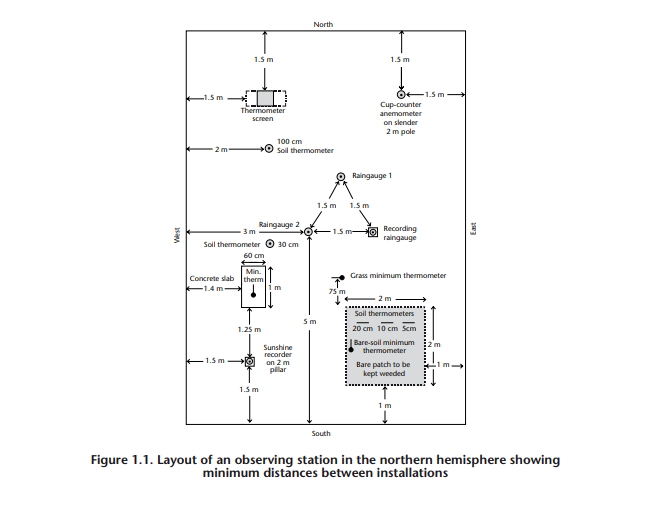 North
1.5 m
1.5 m
1.5 m
1.5 m
Thermometer
screen
Cup-counter
anemometer
on slender
2 m pole
100 cm
Soil thermometer
2 m
Raingauge 1
1.5 m
1.5 m
West
East
Raingauge 2
3 m
1.5 m
Recording
raingauge
Soil thermometer
30 cm
60 cm
Concrete slab
Min.
therm
1 m
1.4 m
Grass minimum thermometer
75 m
2 m
5 m
Soil thermometers
20 cm 10 cm 5cm
Bare-soil minimum
thermometer
Bare patch to be
kept weeded
2 m
1 m
1.25 m
Sunshine
recorder
on 2 m
pillar
1.5 m
1.5 m
1 m
South
Figure 1.1. Layout of an observing station in the northern hemisphere showing
minimum distances between installations